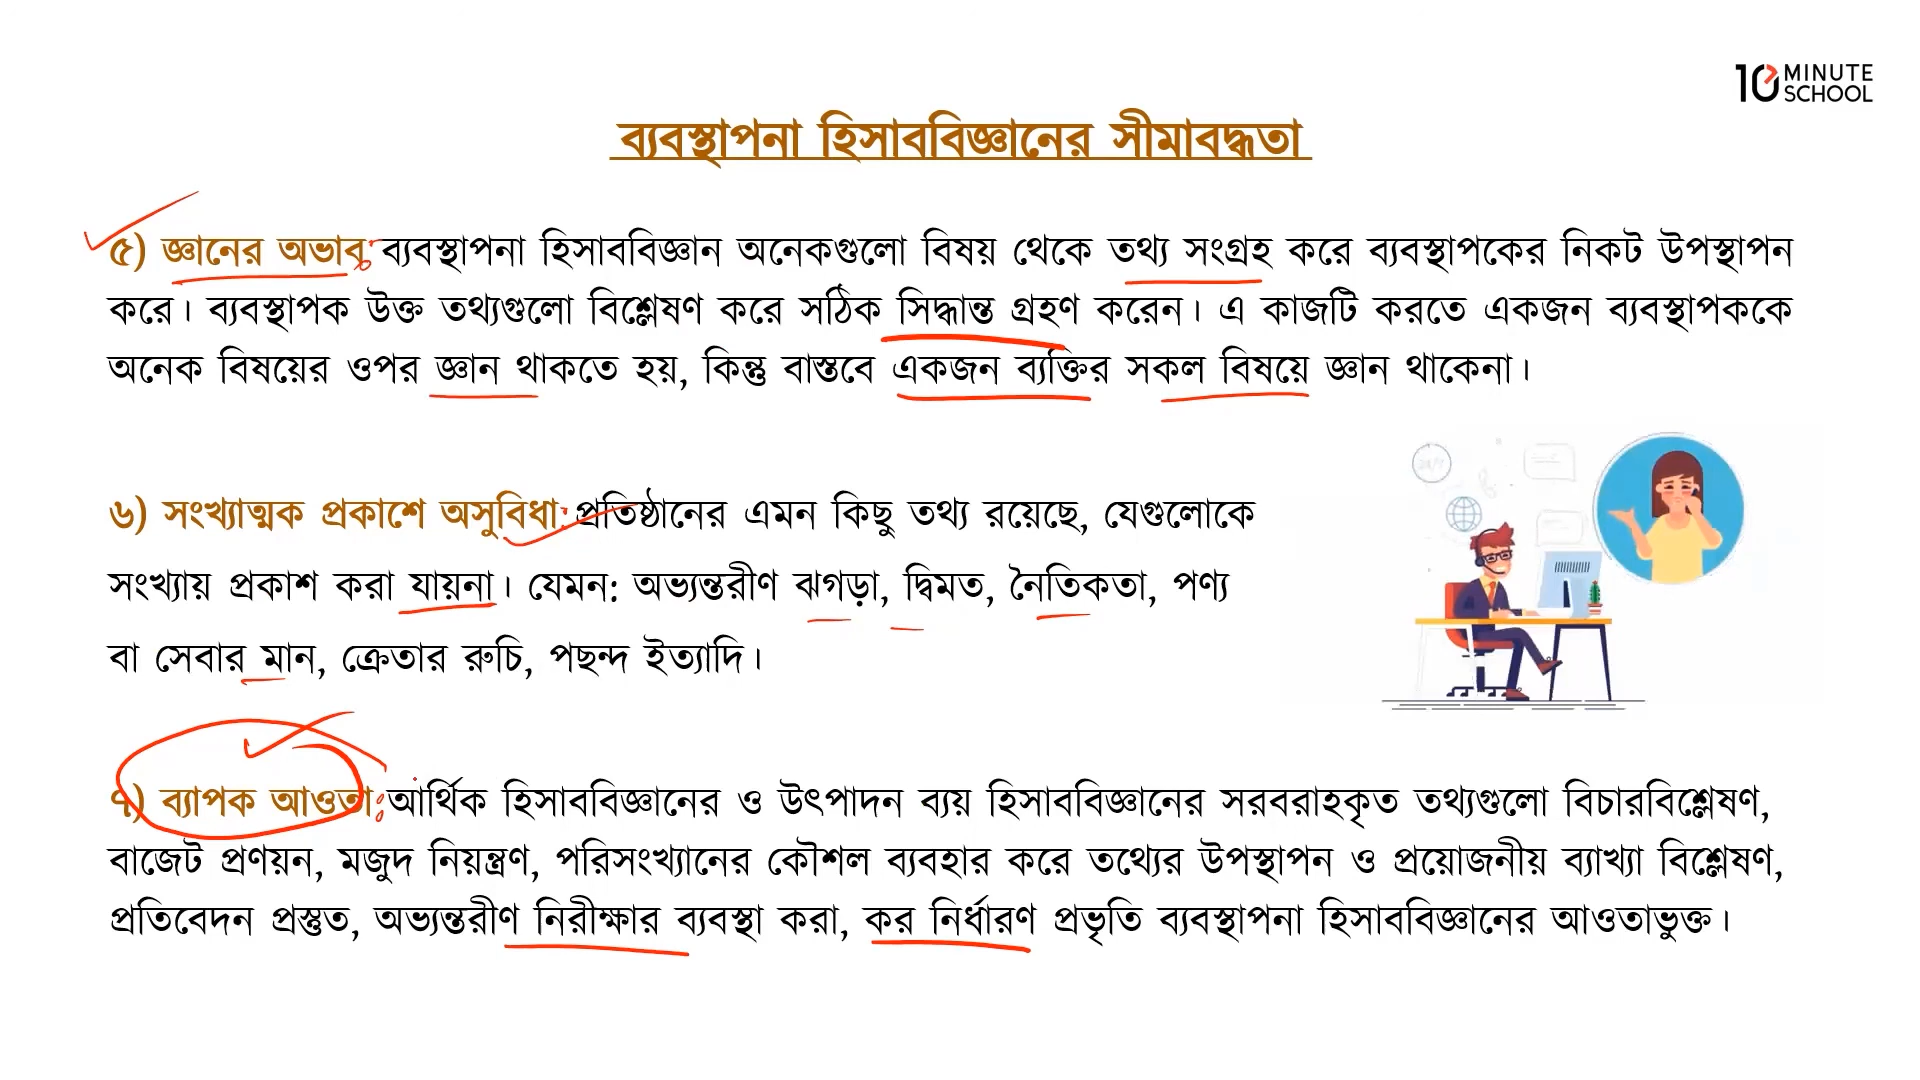 10 MINUTE
SCHOOL
ব্যবস্থাপনা হিসাববিজ্ঞানের সীমাবদ্ধতা
৫) জ্ঞানের অভাব: ব্যবস্থাপনা হিসাববিজ্ঞান অনেকগুলো বিষয় থেকে তথ্য সংগ্রহ করে ব্যবস্থাপকের নিকট উপস্থাপন
করে। ব্যবস্থাপক উক্ত তথ্যগুলো বিশ্লেষণ করে সঠিক সিদ্ধান্ত গ্রহণ করেন। এ কাজটি করতে একজন ব্যবস্থাপককে
অনেক বিষয়ের ওপর জ্ঞান থাকতে হয়, কিন্তু বাস্তবে একজন ব্যক্তির সকল বিষয়ে জ্ঞান থাকেনা।
৬) সংখ্যাত্মক প্রকাশে অসুবিধা: প্রতিষ্ঠানের এমন কিছু তথ্য রয়েছে, যেগুলোকে
সংখ্যায় প্রকাশ করা যায়না। যেমন: অভ্যন্তরীণ ঝগড়া, দ্বিমত, নৈতিকতা, পণ্য
বা সেবার মান, ক্রেতার রুচি, পছন্দ ইত্যাদি।
24/7
৭) ব্যাপক আওতা: আর্থিক হিসাববিজ্ঞানের ও উৎপাদন ব্যয় হিসাববিজ্ঞানের সরবরাহকৃত তথ্যগুলো বিচারবিশ্লেষণ,
বাজেট প্রণয়ন, মজুদ নিয়ন্ত্রণ, পরিসংখ্যানের কৌশল ব্যবহার করে তথ্যের উপস্থাপন ও প্রয়োজনীয় ব্যাখ্যা বিশ্লেষণ,
প্রতিবেদন প্রস্তুত, অভ্যন্তরীণ নিরীক্ষার ব্যবস্থা করা, কর নির্ধারণ প্রভৃতি ব্যবস্থাপনা হিসাববিজ্ঞানের আওতাভুক্ত।